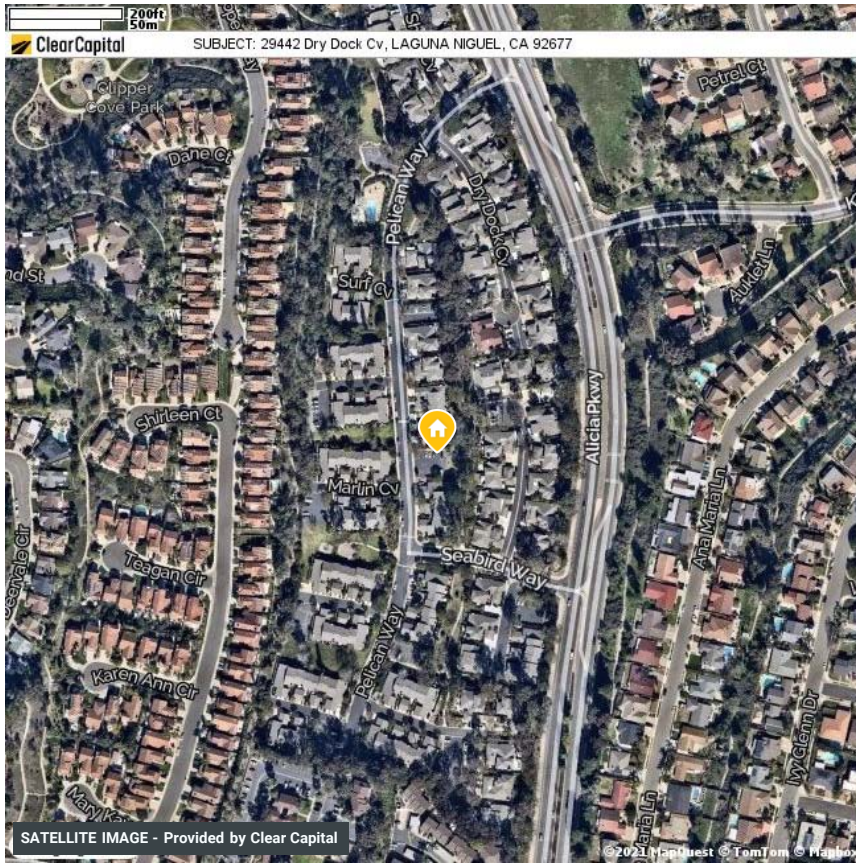 200ft
50m
ClearCapital
SUBJECT: 29442 Dry Dock Cv, LAGUNA NIGUEL, CA 92677
Clipper
Cove Park
Dane Ct
Pelican Way
Dry Dock Cv
Petrel Ct
nd St
Surf Cv
Auklet Ln
Shirleen Ct
Alicia Pkwy
Marlin Cv
Ana Maria Ln
Teagan Cir
Seabird Way
Pelican Way
Karen Ann Cir
Ivy Glenn Dr
SATELLITE IMAGE - Provided by Clear Capital
©2021 MapQuest © TomTom © Mapbox